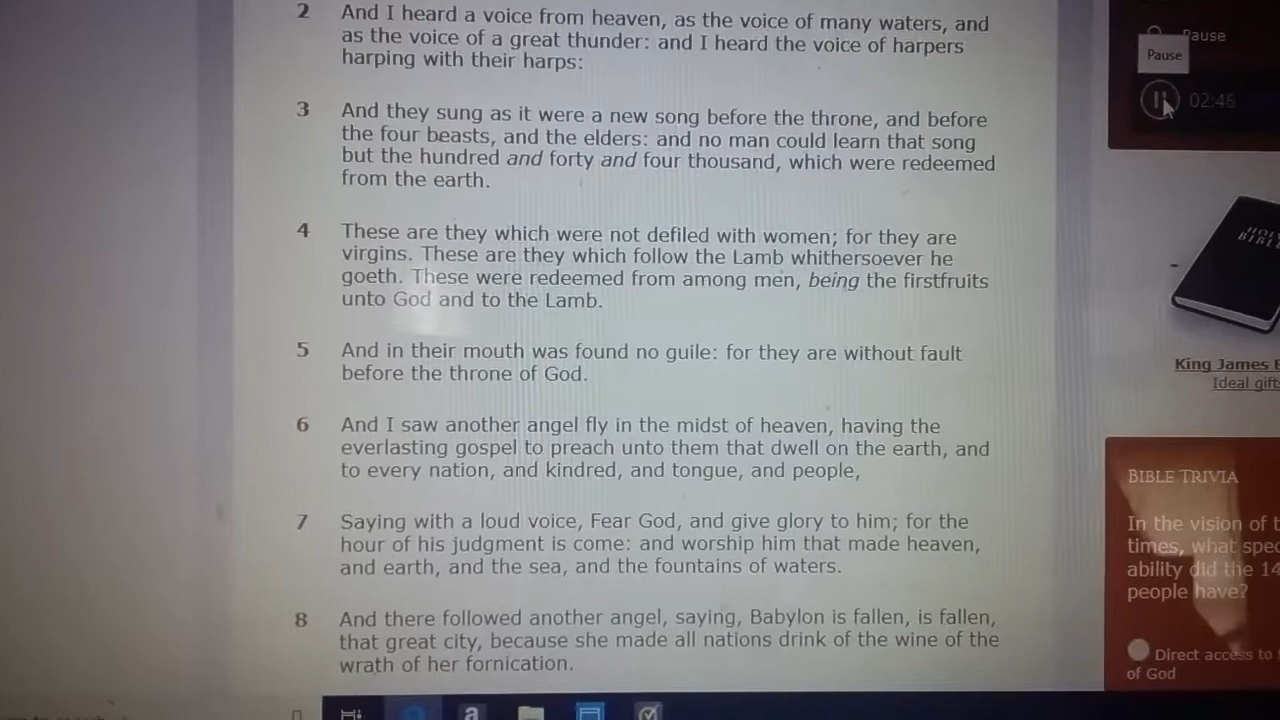 2 And I heard a voice from heaven, as the voice of many waters, and
as the voice of a great thunder: and I heard the voice of harpers
harping with their harps:
3 And they sung as it were a new song before the throne, and before
the four beasts, and the elders: and no man could learn that song
but the hundred and forty and four thousand, which were redeemed
from the earth.
4 These are they which were not defiled with women; for they are
virgins. These are they which follow the Lamb whithersoever he
goeth. These were redeemed from among men, being the firstfruits
unto God and to the Lamb.
5 And in their mouth was found no guile: for they are without fault
before the throne of God.
6 And I saw another angel fly in the midst of heaven, having the
everlasting gospel to preach unto them that dwell on the earth, and
to every nation, and kindred, and tongue, and people,
7 Saying with a loud voice, Fear God, and give glory to him; for the
hour of his judgment is come: and worship him that made heaven,
and earth, and the sea, and the fountains of waters.
8 And there followed another angel, saying, Babylon is fallen, is fallen,
that great city, because she made all nations drink of the wine of the
wrath of her fornication.
Pause
Pause
02:46
HOLY
BIBLE
King James
Ideal gift
BIBLE TRIVIA
In the vision of
times, what spec
ability did the 14
people have?
Direct access to
of God
a